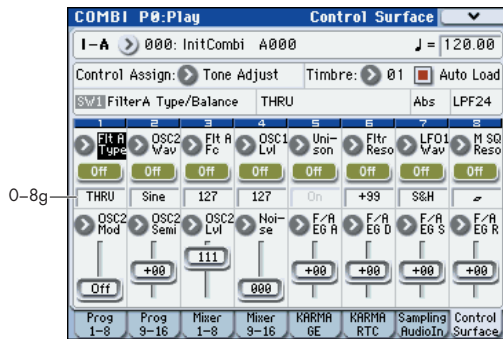 COMBI P0:Play Control Surface
I-A 000: InitCombi A000 ♩= 120.00
Control Assign: Tone Adjust Timbre: 01 Auto Load
SW1 FilterA Type/Balance THRU Abs LPF24
1 2 3 4 5 6 7 8
Flt A Type OSC2 Wav Flt A Fc OSC1 Lvl Uni-son Fltr Reso LFO1 Wav M SQ Reso
Off Off Off Off Off Off Off Off
0-8g THRU Sine 127 127 On +99 S&H
OSC2 Mod OSC2 Semi OSC2 Lvl Noi-se F/A EG A F/A EG D F/A EG S F/A EG R
Off +00 111 000 +00 +00 +00 +00
Prog 1-8 Prog 9-16 Mixer 1-8 Mixer 9-16 KARMA GE KARMA RTC Sampling AudioIn Control Surface